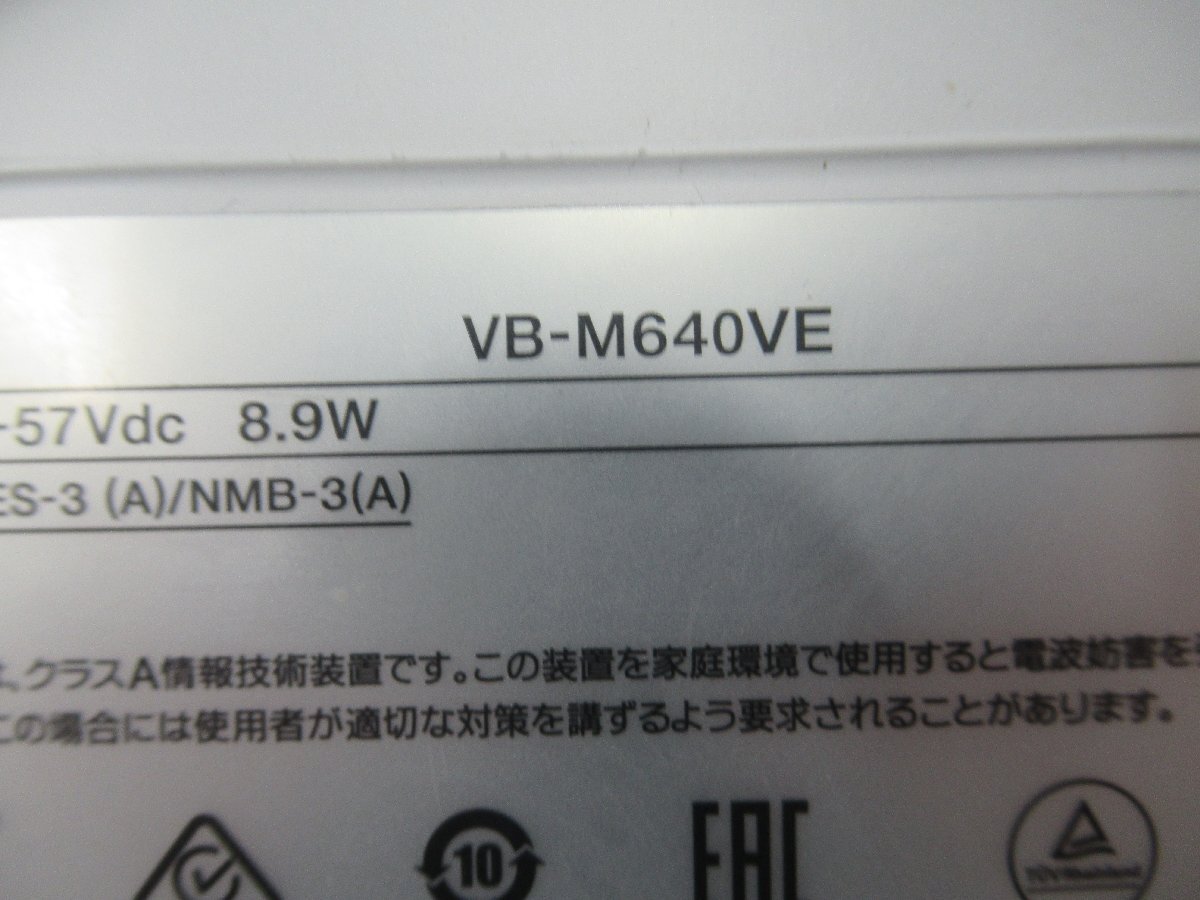 VB-M640VE
-57Vdc 8.9W
ES-3 (A)/NMB-3(A)
は、クラスA情報技術装置です。この装置を家庭環境で使用すると電波妨害を
この場合には使用者が適切な対策を講ずるよう要求されることがあります。
10
EAC
TÜVRheinland